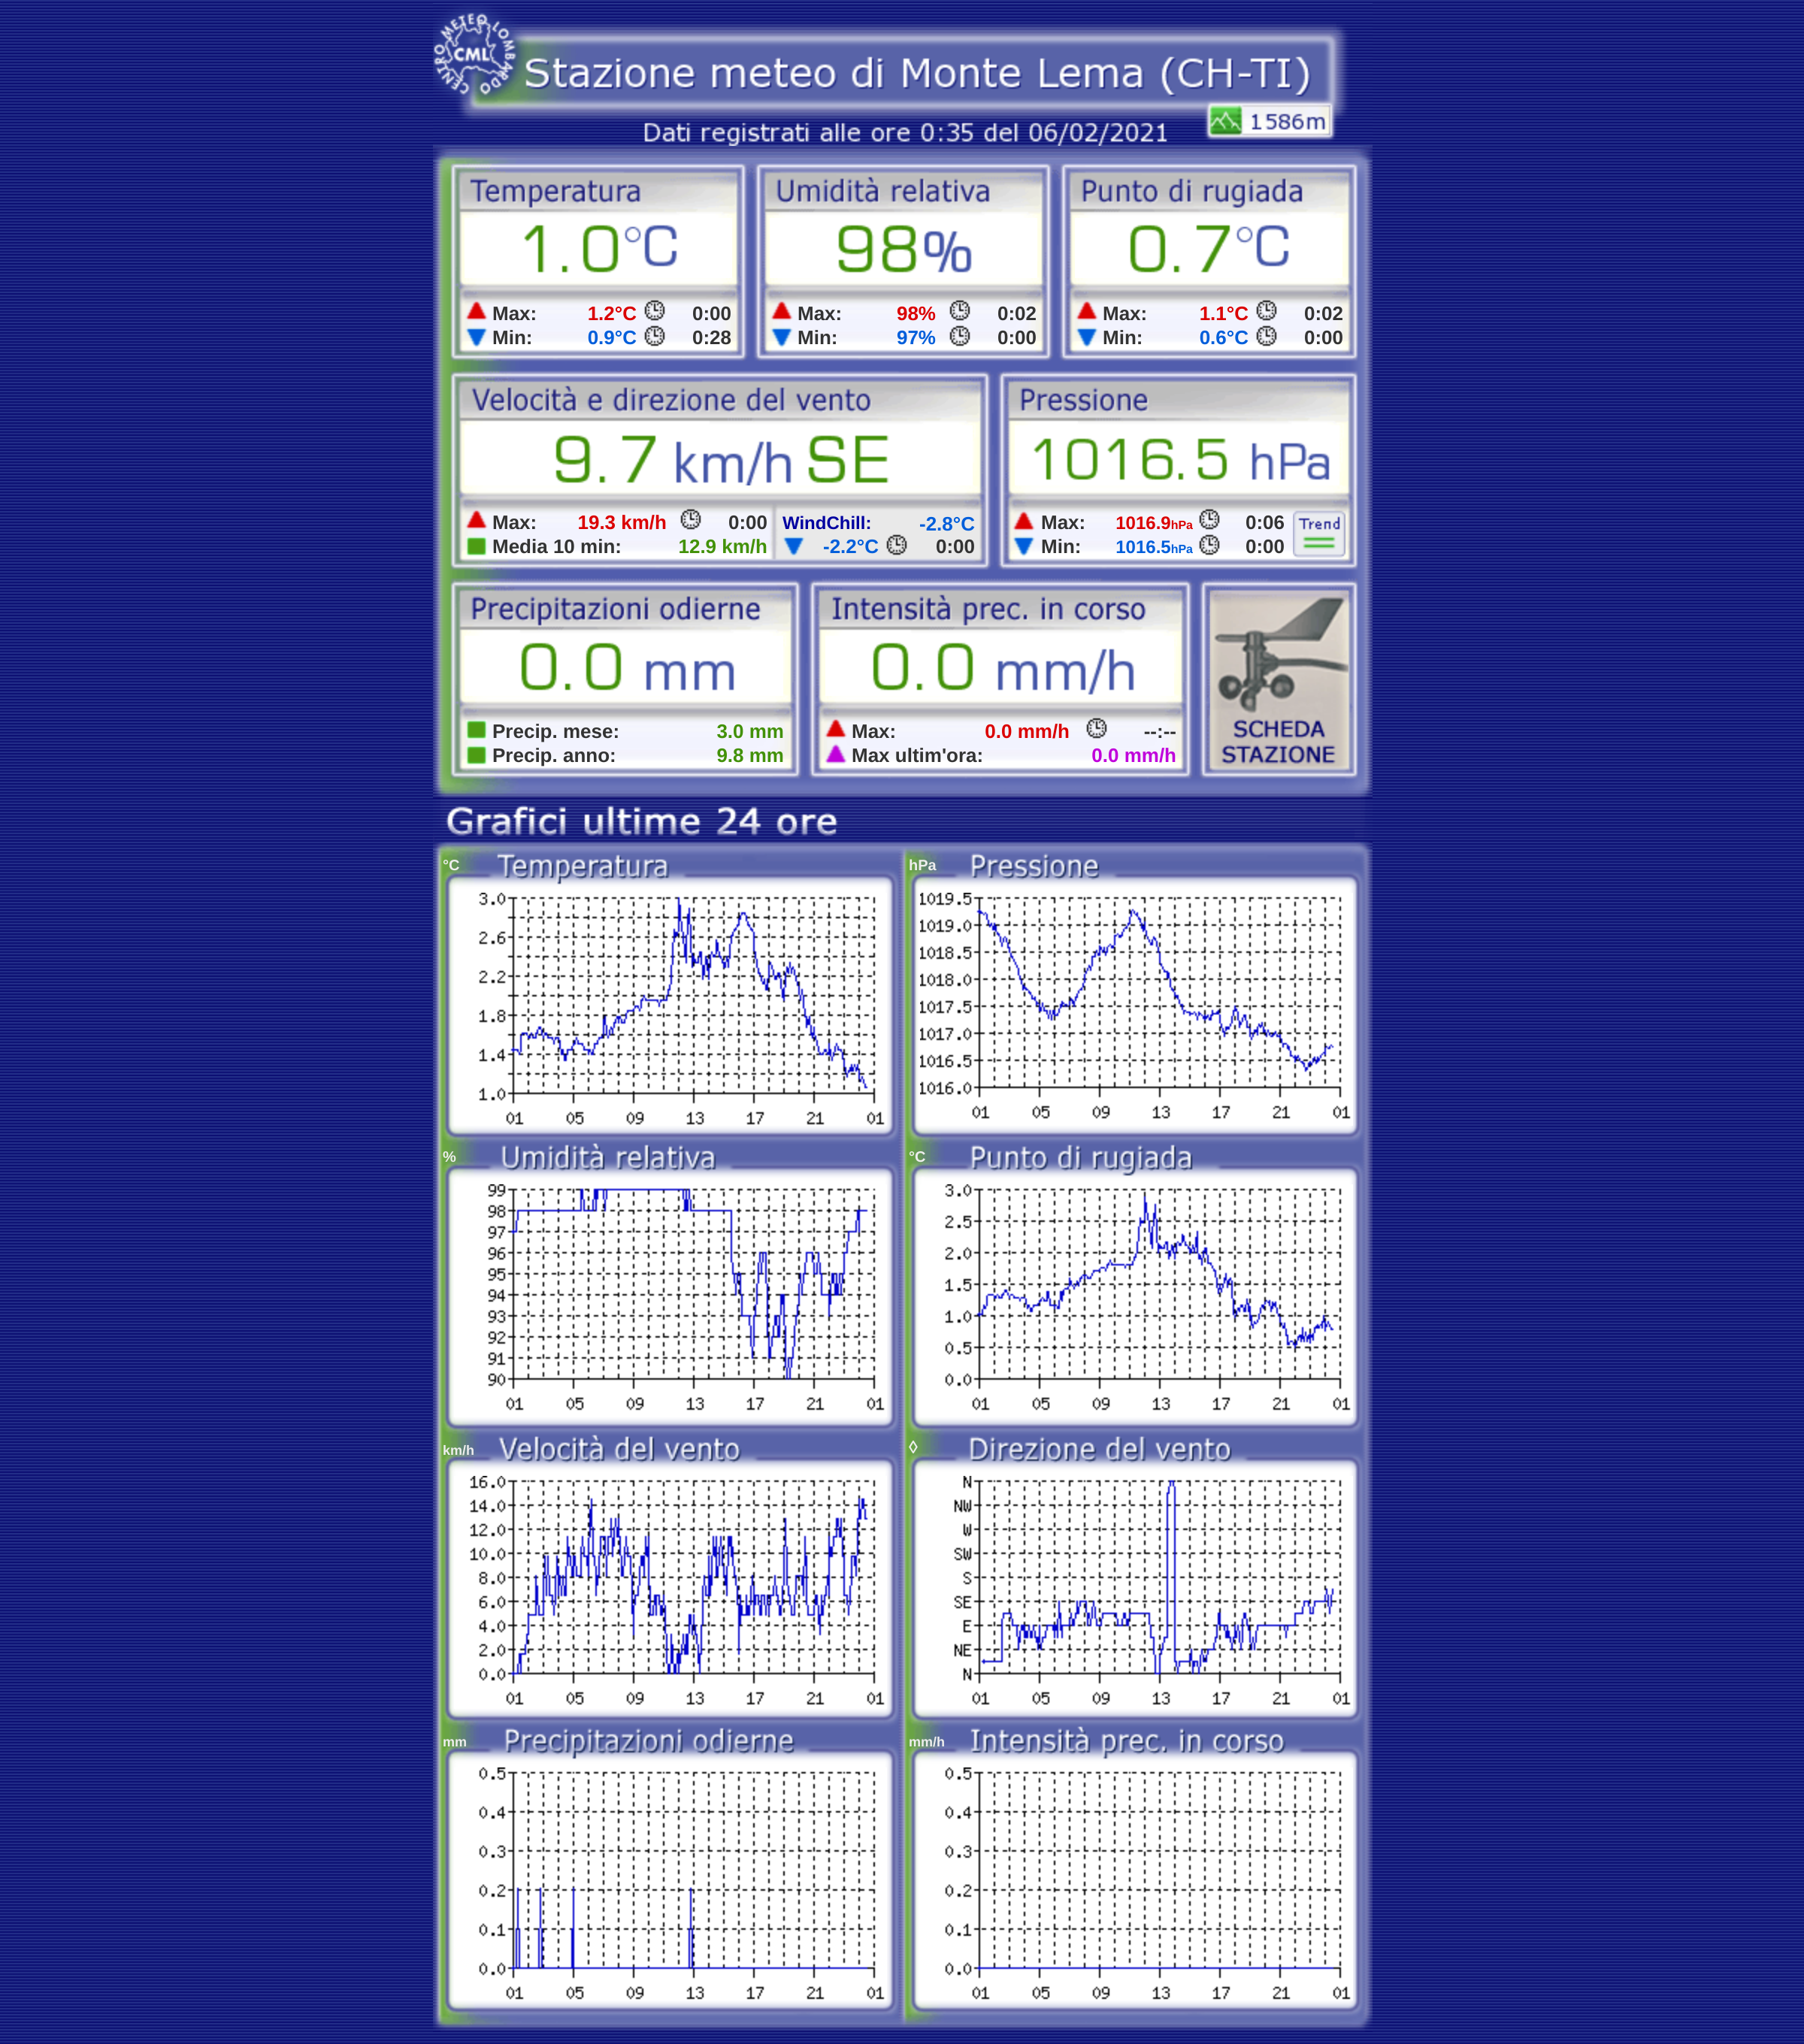 CENTRO METEO LOMBARDO
CML
Stazione meteo di Monte Lema (CH-TI)
1586m
Dati registrati alle ore 0:35 del 06/02/2021
Temperatura
1.0°C
Max: 1.2°C 0:00
Min: 0.9°C 0:28
Umidità relativa
98%
Max: 98% 0:02
Min: 97% 0:00
Punto di rugiada
0.7°C
Max: 1.1°C 0:02
Min: 0.6°C 0:00
Velocità e direzione del vento
9.7 km/h SE
Max: 19.3 km/h 0:00
Media 10 min: 12.9 km/h
WindChill: -2.8°C
-2.2°C 0:00
Pressione
1016.5 hPa
Max: 1016.9hPa 0:06
Min: 1016.5hPa 0:00
Trend
Precipitazioni odierne
0.0 mm
Precip. mese: 3.0 mm
Precip. anno: 9.8 mm
Intensità prec. in corso
0.0 mm/h
Max: 0.0 mm/h --:--
Max ultim'ora: 0.0 mm/h
SCHEDA
STAZIONE
Grafici ultime 24 ore
°C Temperatura
3.0
2.6
2.2
1.8
1.4
1.0
01 05 09 13 17 21 01
hPa Pressione
1019.5
1019.0
1018.5
1018.0
1017.5
1017.0
1016.5
1016.0
01 05 09 13 17 21 01
% Umidità relativa
99
98
97
96
95
94
93
92
91
90
01 05 09 13 17 21 01
°C Punto di rugiada
3.0
2.5
2.0
1.5
1.0
0.5
0.0
01 05 09 13 17 21 01
km/h Velocità del vento
16.0
14.0
12.0
10.0
8.0
6.0
4.0
2.0
0.0
01 05 09 13 17 21 01
◊ Direzione del vento
N
NW
W
SW
S
SE
E
NE
N
01 05 09 13 17 21 01
mm Precipitazioni odierne
0.5
0.4
0.3
0.2
0.1
0.0
01 05 09 13 17 21 01
mm/h Intensità prec. in corso
0.5
0.4
0.3
0.2
0.1
0.0
01 05 09 13 17 21 01